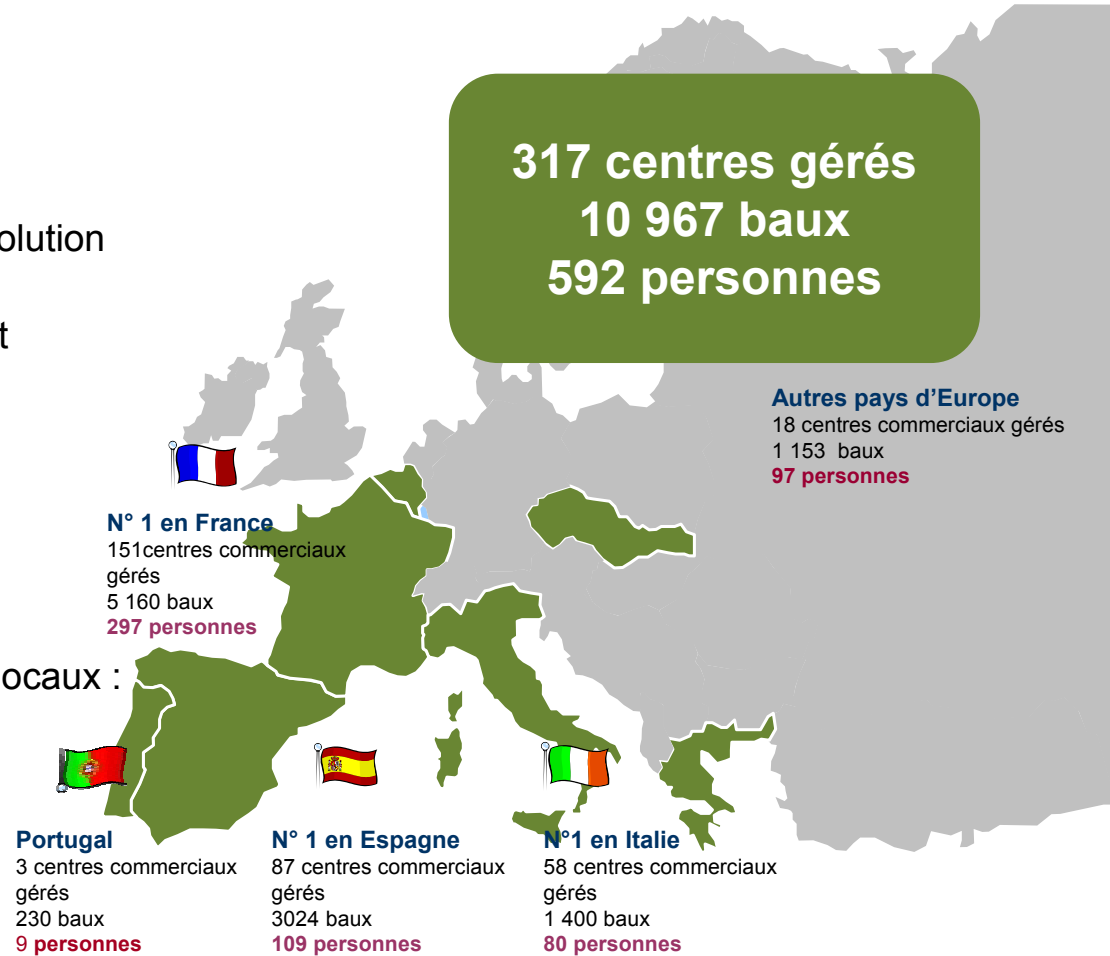 317 centres gérés
10 967 baux
592 personnes
olution
t
Autres pays d’Europe
18 centres commerciaux gérés
1 153 baux
97 personnes
N° 1 en France
151centres commerciaux
gérés
5 160 baux
297 personnes
ocaux :
Portugal
3 centres commerciaux
gérés
230 baux
9 personnes
N° 1 en Espagne
87 centres commerciaux
gérés
3024 baux
109 personnes
N°1 en Italie
58 centres commerciaux
gérés
1 400 baux
80 personnes